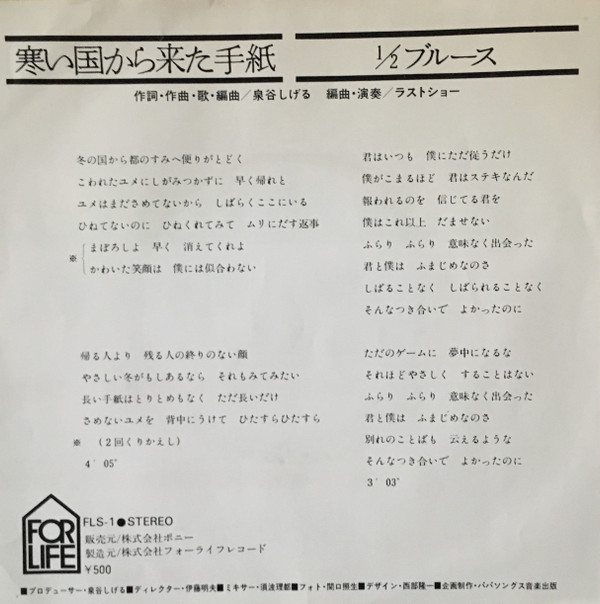 寒い国から来た手紙
½ブルース
作詞・作曲・歌・編曲/泉谷しげる 編曲・演奏/ラストショー
冬の国から都のすみへ便りがとどく
こわれたユメにしがみつかずに 早く帰れと
ユメはまださめてないから しばらくここにいる
ひねてないのに ひねくれてみて ムリにだす返事
※ まぼろしよ 早く 消えてくれよ
かわいた笑顔は 僕には似合わない
帰る人より 残る人の終りのない顔
やさしい冬がもしあるなら それもみてみたい
長い手紙はとりとめもなく ただ長いだけ
さめないユメを 背中にうけて ひたすらひたすら
※ (2回くりかえし)
4′05″
君はいつも 僕にただ従うだけ
僕がこまるほど 君はステキなんだ
報われるのを 信じてる君を
僕はこれ以上 だませない
ふらり ふらり 意味なく出会った
君と僕は ふまじめなのさ
しばることなく しばられることなく
そんなつき合いで よかったのに
ただのゲームに 夢中になるな
それほどやさしく することはない
ふらり ふらり 意味なく出会った
君と僕は ふまじめなのさ
別れのことばも 云えるような
そんなつき合いで よかったのに
3′03″
FOR
LIFE
FLS-1●STEREO
販売元/株式会社ポニー
製造元/株式会社フォーライフレコード
¥500
■プロデューサー・泉谷しげる■ディレクター・伊藤明夫■ミキサー・須波理都■フォト・関口照生■デザイン・西部隆一■企画制作・パパソングス音楽出版